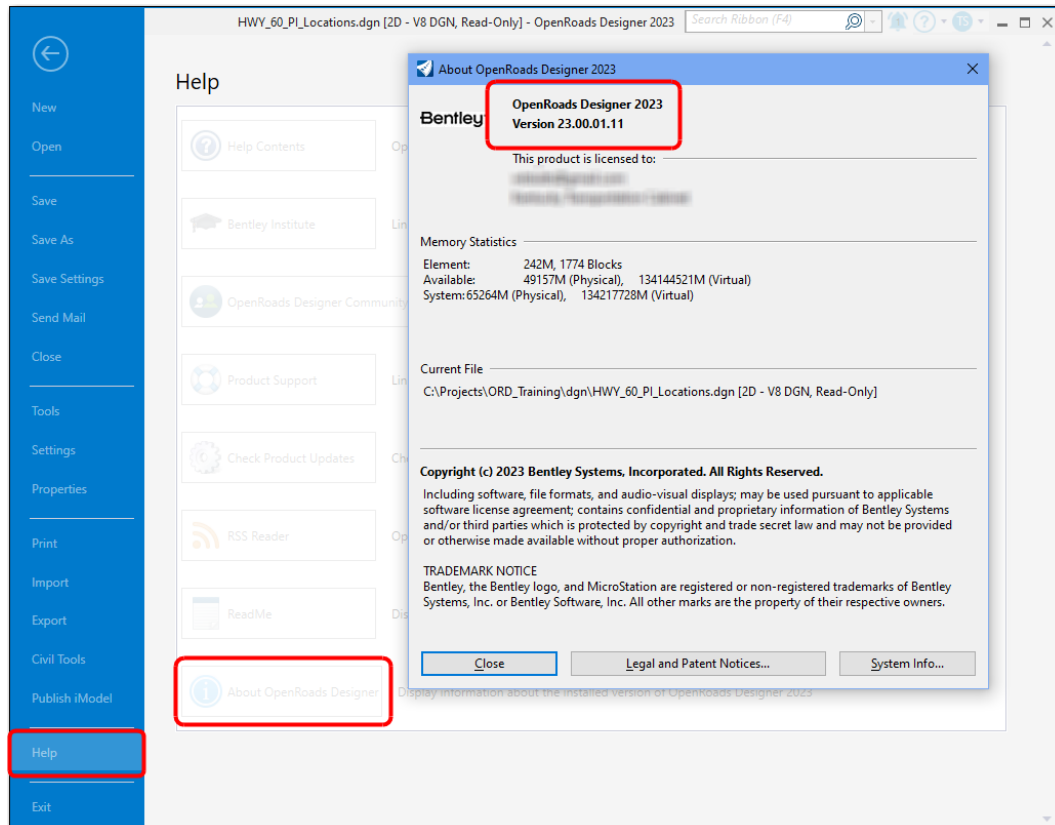 HWY_60_PI_Locations.dgn [2D - V8 DGN, Read-Only] - OpenRoads Designer 2023
Search Ribbon (F4)
TS
New
Open
Save
Save As
Save Settings
Send Mail
Close
Tools
Settings
Properties
Print
Import
Export
Civil Tools
Publish iModel
Help
Exit
Help
Help Contents
Op
Bentley Institute
Lin
OpenRoads Designer Community
Product Support
Lin
Check Product Updates
Che
RSS Reader
Op
ReadMe
Dis
About OpenRoads Designer
Display information about the installed version of OpenRoads Designer 2023
About OpenRoads Designer 2023
Bentley
OpenRoads Designer 2023
Version 23.00.01.11
This product is licensed to:
Memory Statistics
Element: 242M, 1774 Blocks
Available: 49157M (Physical), 134144521M (Virtual)
System: 65264M (Physical), 134217728M (Virtual)
Current File
C:\Projects\ORD_Training\dgn\HWY_60_PI_Locations.dgn [2D - V8 DGN, Read-Only]
Copyright (c) 2023 Bentley Systems, Incorporated. All Rights Reserved.
Including software, file formats, and audio-visual displays; may be used pursuant to applicable
software license agreement; contains confidential and proprietary information of Bentley Systems
and/or third parties which is protected by copyright and trade secret law and may not be provided
or otherwise made available without proper authorization.
TRADEMARK NOTICE
Bentley, the Bentley logo, and MicroStation are registered or non-registered trademarks of Bentley
Systems, Inc. or Bentley Software, Inc. All other marks are the property of their respective owners.
Close
Legal and Patent Notices...
System Info...